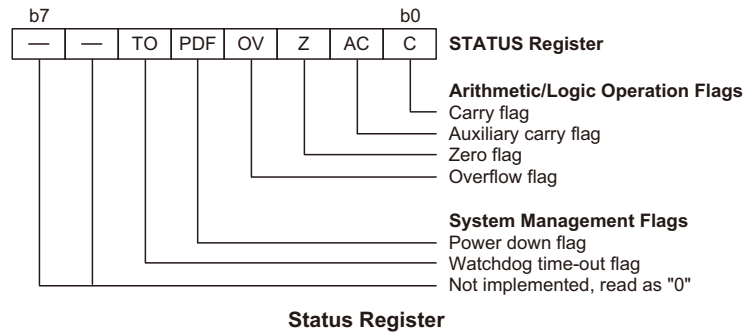 b7 b0
— — TO PDF OV Z AC C STATUS Register
Arithmetic/Logic Operation Flags
Carry flag
Auxiliary carry flag
Zero flag
Overflow flag
System Management Flags
Power down flag
Watchdog time-out flag
Not implemented, read as "0"
Status Register